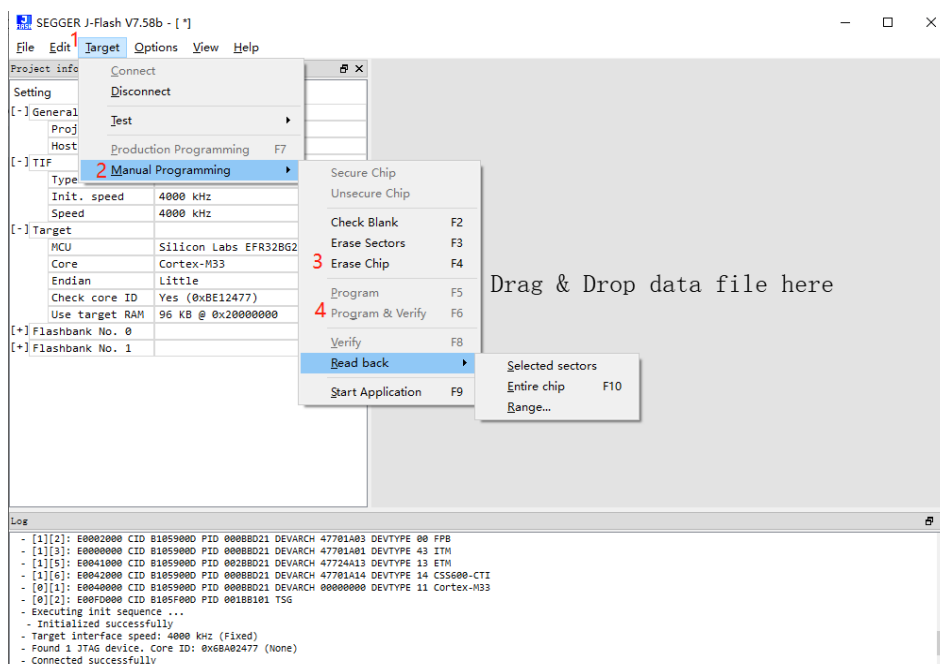 SEGGER J-Flash V7.58b - [ *]
File Edit Target Options View Help
1
Project info
Setting
[-] General
Proj
Host
[-] TIF
Type
Init. speed 4000 kHz
Speed 4000 kHz
[-] Target
MCU Silicon Labs EFR32BG2
Core Cortex-M33
Endian Little
Check core ID Yes (0xBE12477)
Use target RAM 96 KB @ 0x20000000
[+] Flashbank No. 0
[+] Flashbank No. 1
Connect
Disconnect
Test
Production Programming F7
2 Manual Programming
Secure Chip
Unsecure Chip
Check Blank F2
Erase Sectors F3
3 Erase Chip F4
Program F5
4 Program & Verify F6
Verify F8
Read back
Start Application F9
Selected sectors
Entire chip F10
Range...
Drag & Drop data file here
Log
- [1][2]: E0002000 CID B105900D PID 000BBD21 DEVARCH 47701A03 DEVTYPE 00 FPB
- [1][3]: E0000000 CID B105900D PID 000BBD21 DEVARCH 47701A01 DEVTYPE 43 ITM
- [1][5]: E0041000 CID B105900D PID 002BBD21 DEVARCH 47724A13 DEVTYPE 13 ETM
- [1][6]: E0042000 CID B105900D PID 000BBD21 DEVARCH 47701A14 DEVTYPE 14 CSS600-CTI
- [0][1]: E0040000 CID B105900D PID 000BBD21 DEVARCH 00000000 DEVTYPE 11 Cortex-M33
- [0][2]: E00FD000 CID B105F00D PID 001BB101 TSG
- Executing init sequence ...
- Initialized successfully
- Target interface speed: 4000 kHz (Fixed)
- Found 1 JTAG device. Core ID: 0x6BA02477 (None)
- Connected successfully